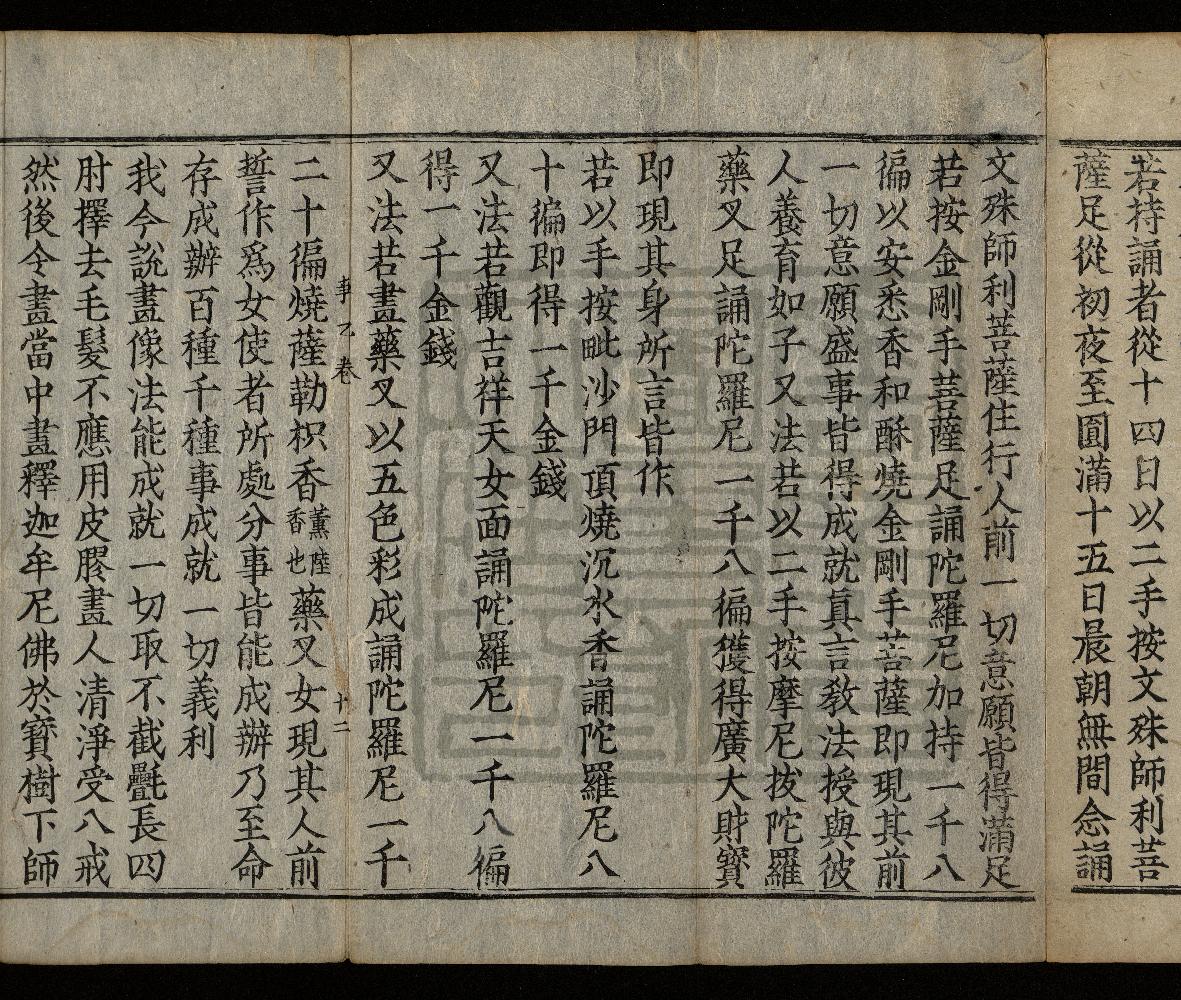 若持誦者從十四日以二手按文殊師利菩
薩足從初夜至圓滿十五日晨朝無間念誦
文殊師利菩薩住行人前一切意願皆得滿足
若按金剛手菩薩足誦陀羅尼加持一千八
徧以安悉香和酥燒金剛手菩薩即現其前
一切意願盛事皆得成就眞言教法授與彼
人養育如子又法若以二手按摩尼拔陀羅
藥叉足誦陀羅尼一千八徧獲得廣大財寶
即現其身所言皆作
若以手按毗沙門頂燒沉水香誦陀羅尼八
十徧即得一千金錢
又法若觀吉祥天女面誦陀羅尼一千八徧
得一千金錢
又法若畫藥叉以五色彩成誦陀羅尼一千
事乙卷 十二
二十徧燒薩勒枳香薰陸香也藥叉女現其人前
誓作爲女使者所處分事皆能成辦乃至命
存成辦百種千種事成就一切義利
我今說畫像法能成就一切取不截㲲長四
肘擇去毛髮不應用皮膠畫人清淨受八戒
然後令畫當中畫釋迦牟尼佛於寶樹下師